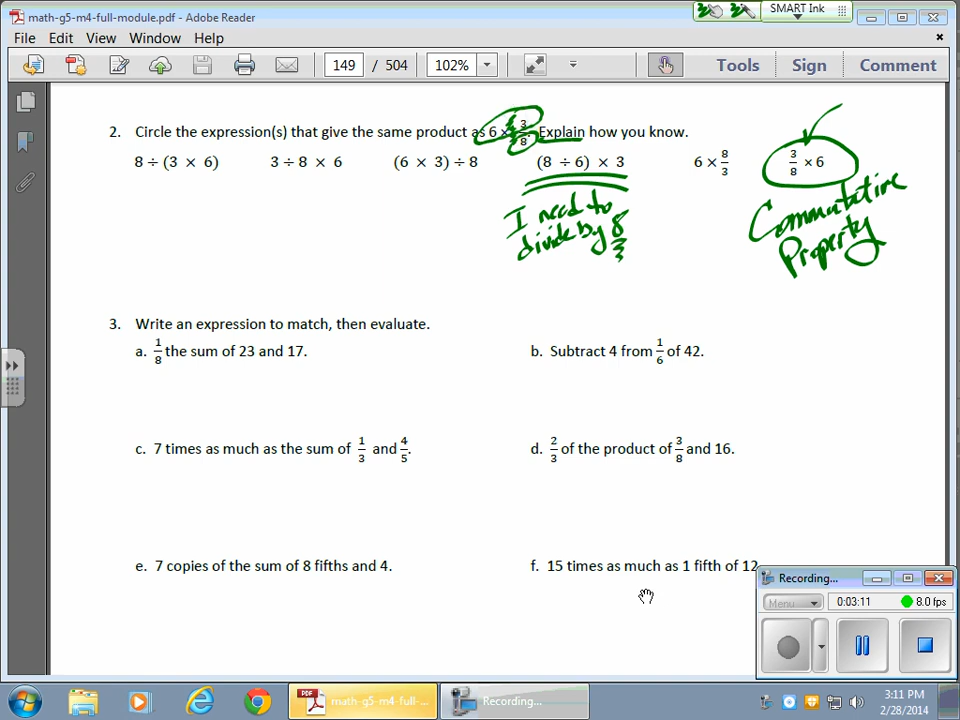 math-g5-m4-full-module.pdf - Adobe Reader
SMART Ink
File Edit View Window Help
149 / 504 102% Tools Sign Comment
2. Circle the expression(s) that give the same product as 6 × 3/8. Explain how you know.
8 ÷ (3 × 6) 3 ÷ 8 × 6 (6 × 3) ÷ 8 (8 ÷ 6) × 3 6 × 8/3 3/8 × 6
I need to
divide by 8
Commutative
Property
3. Write an expression to match, then evaluate.
a. 1/8 the sum of 23 and 17. b. Subtract 4 from 1/6 of 42.
c. 7 times as much as the sum of 1/3 and 4/5. d. 2/3 of the product of 3/8 and 16.
e. 7 copies of the sum of 8 fifths and 4. f. 15 times as much as 1 fifth of 12
Recording...
Menu 0:03:11 8.0 fps
math-g5-m4-full-... Recording... 3:11 PM
2/28/2014